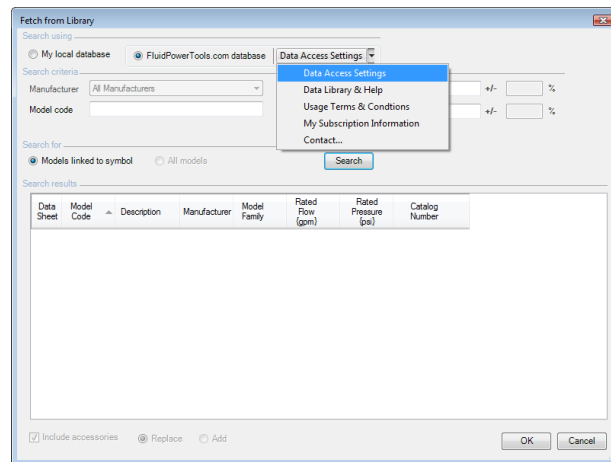 Fetch from Library
Search using
My local database FluidPowerTools.com database Data Access Settings
Data Access Settings
Data Library & Help
Usage Terms & Condtions
My Subscription Information
Contact...
Search criteria
Manufacturer All Manufacturers +/- %
Model code +/- %
Search for
Models linked to symbol All models Search
Search results
Data Sheet Model Code Description Manufacturer Model Family Rated Flow {gpm} Rated Pressure {psi} Catalog Number
Include accessories Replace Add OK Cancel